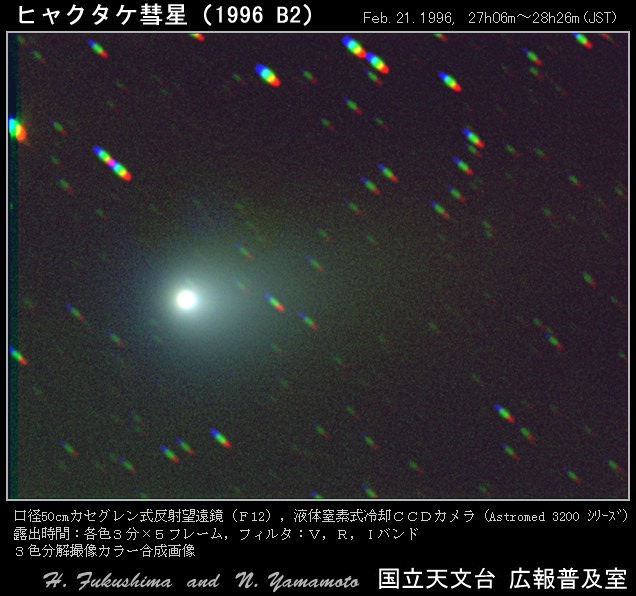 ヒャクタケ彗星 (1996 B2) Feb. 21. 1996, 27h06m～28h26m(JST)
口径50cmカセグレン式反射望遠鏡（F12）, 液体窒素式冷却ＣＣＤカメラ (Astromed 3200 ｼﾘｰｽﾞ)
露出時間：各色３分×５フレーム, フィルタ：Ｖ, Ｒ, Ｉバンド
３色分解撮像カラー合成画像
H. Fukushima and N. Yamamoto 国立天文台 広報普及室